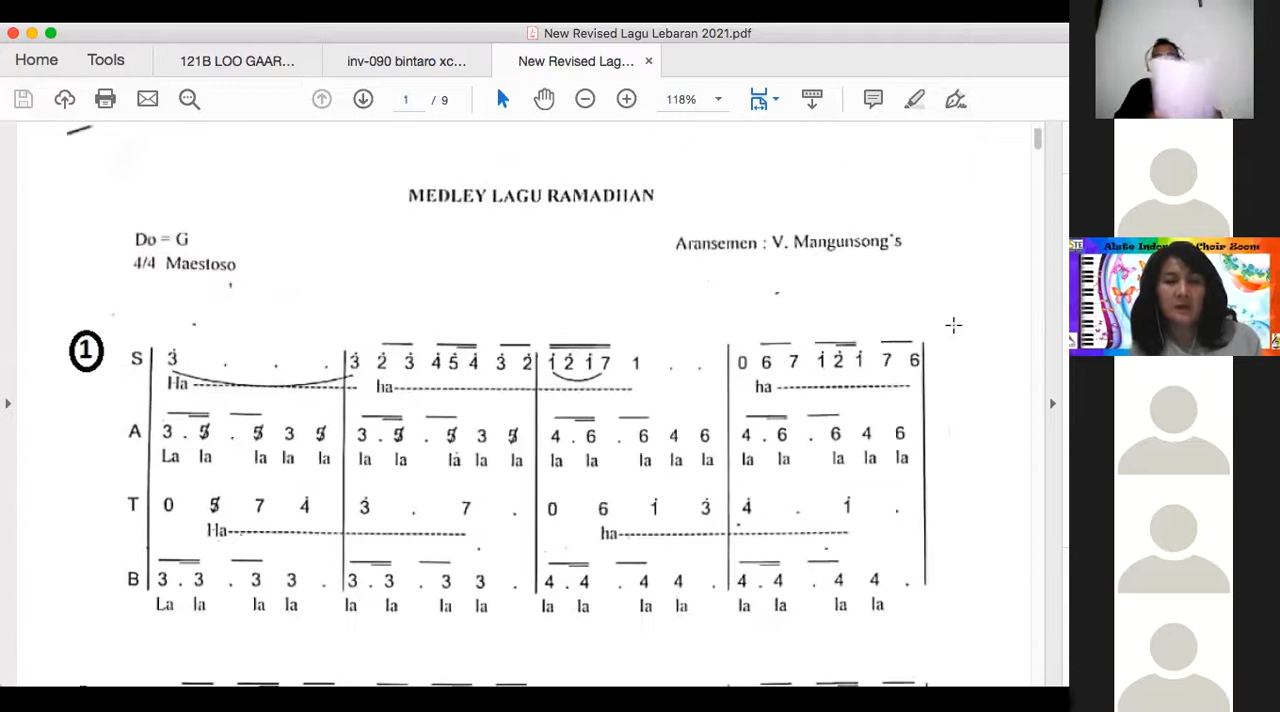 New Revised Lagu Lebaran 2021.pdf
Home Tools 121B LOO GAAR... inv-090 bintaro xc... New Revised Lag... ×
1 / 9 118%
MEDLEY LAGU RAMADHAN
Do = G
Aransemen : V. Mangunsong's
4/4 Maestoso
1
S 3 . . . 3 2 3 4 5 4 3 2 1 2 1 7 1 . . 0 6 7 1 2 1 7 6
Ha ha ha
A 3 . 5 . 5 3 5 3 . 5 . 5 3 5 4 . 6 . 6 4 6 4 . 6 . 6 4 6
La la la la la la la la la la la la la la la la la la la la
T 0 5 7 4 3 . 7 . 0 6 1 3 4 . 1 .
Ha ha
B 3 . 3 . 3 3 . 3 . 3 . 3 3 . 4 . 4 . 4 4 . 4 . 4 . 4 4 .
La la la la la la la la la la la la la la la la
Choir Zoom